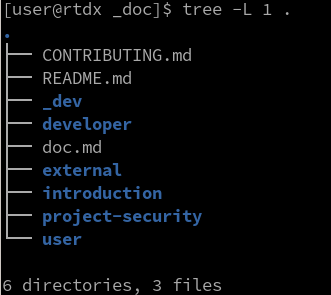 [user@rtdx _doc]$ tree -L 1 .
.
├── CONTRIBUTING.md
├── README.md
├── _dev
├── developer
├── doc.md
├── external
├── introduction
├── project-security
└── user

6 directories, 3 files